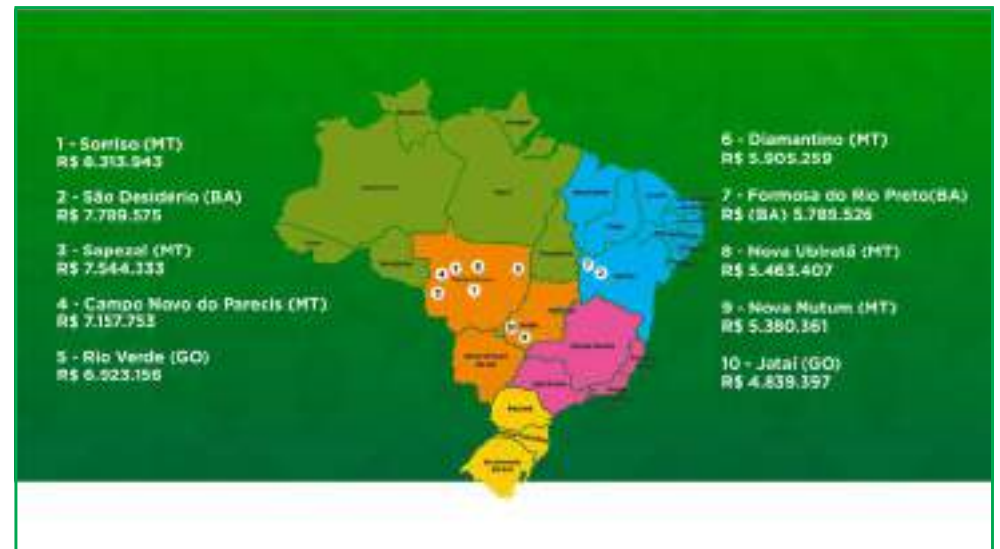 1 - Sorriso (MT)
R$ 8.313.943
2 - São Desidério (BA)
R$ 7.789.575
3 - Sapezal (MT)
R$ 7.544.333
4 - Campo Novo do Parecis (MT)
R$ 7.157.753
5 - Rio Verde (GO)
R$ 6.923.156
6 - Diamantino (MT)
R$ 5.905.259
7 - Formosa do Rio Preto(BA)
R$ (BA) 5.789.526
8 - Nova Ubiratã (MT)
R$ 5.463.407
9 - Nova Mutum (MT)
R$ 5.380.361
10 - Jataí (GO)
R$ 4.839.397